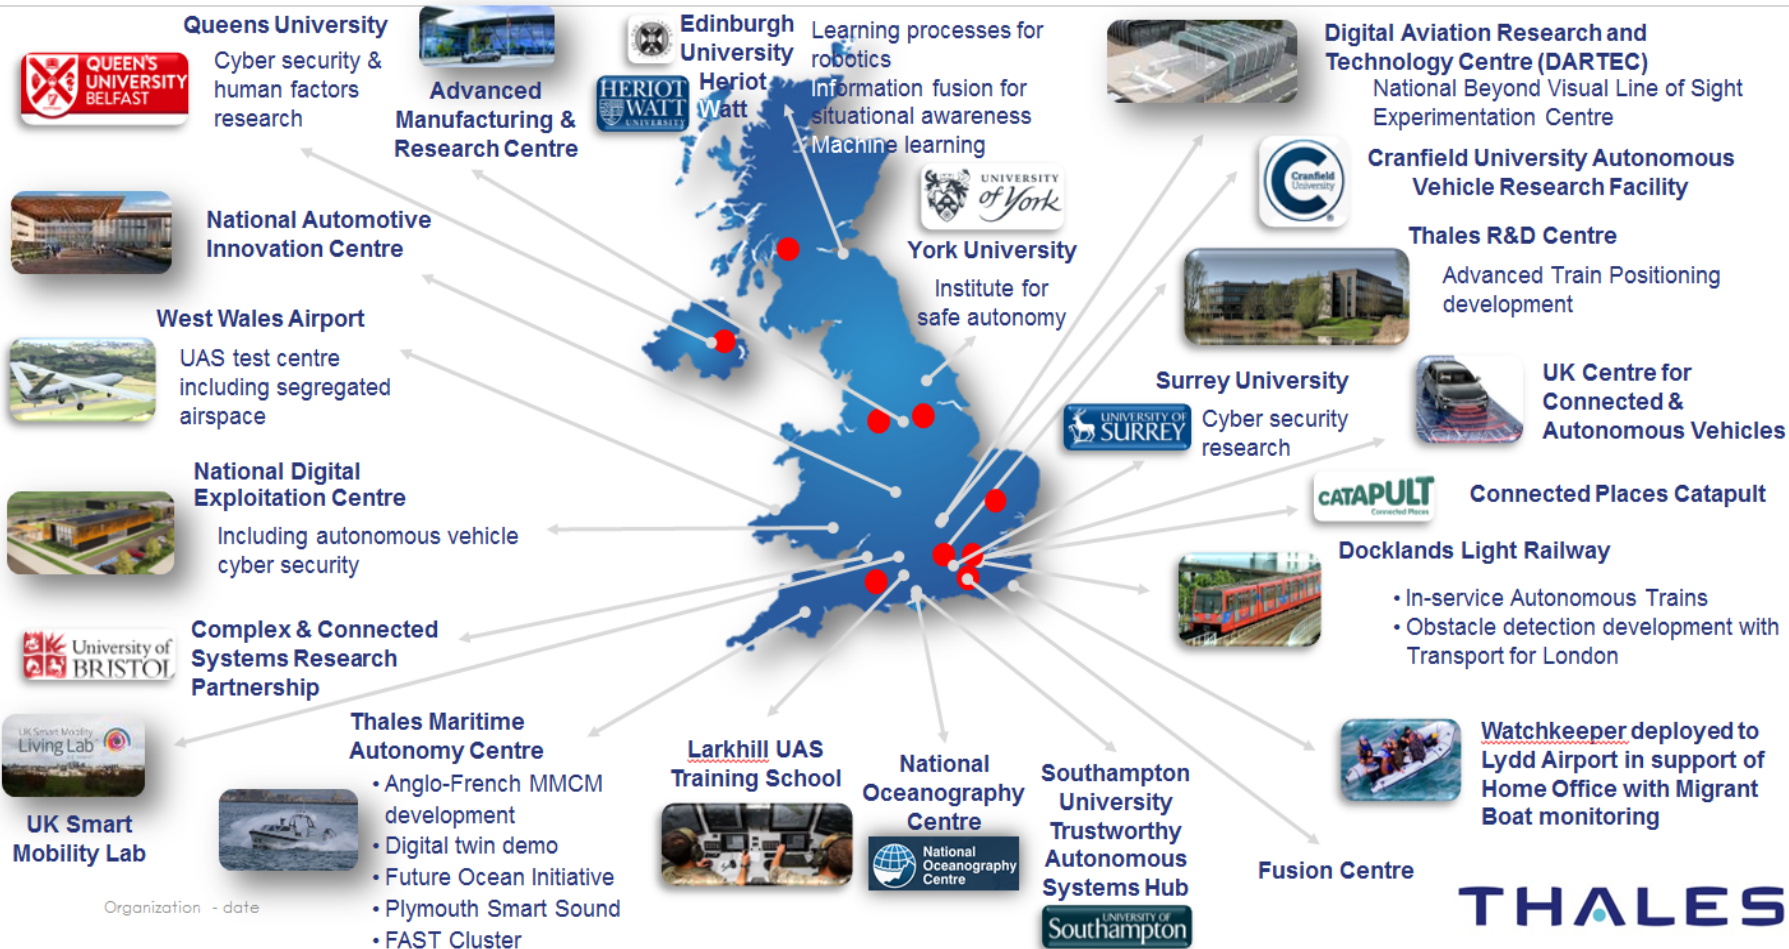 Queens University
QUEEN'S
UNIVERSITY
BELFAST
Cyber security &
human factors
research
Advanced
Manufacturing &
Research Centre
Edinburgh
University
Heriot
Watt
HERIOT
WATT
UNIVERSITY
Learning processes for
robotics
Information fusion for
situational awareness
Machine learning
Digital Aviation Research and
Technology Centre (DARTEC)
National Beyond Visual Line of Sight
Experimentation Centre
Cranfield
University
Cranfield University Autonomous
Vehicle Research Facility
National Automotive
Innovation Centre
UNIVERSITY
of York
York University
Institute for
safe autonomy
Thales R&D Centre
Advanced Train Positioning
development
West Wales Airport
UAS test centre
including segregated
airspace
Surrey University
UNIVERSITY OF
SURREY
Cyber security
research
UK Centre for
Connected &
Autonomous Vehicles
National Digital
Exploitation Centre
Including autonomous vehicle
cyber security
CATAPULT
Connected Places
Connected Places Catapult
Docklands Light Railway
• In-service Autonomous Trains
• Obstacle detection development with
Transport for London
University of
BRISTOL
Complex & Connected
Systems Research
Partnership
UK Smart Mobility
Living Lab
UK Smart
Mobility Lab
Thales Maritime
Autonomy Centre
• Anglo-French MMCM
development
• Digital twin demo
• Future Ocean Initiative
• Plymouth Smart Sound
• FAST Cluster
Larkhill UAS
Training School
National
Oceanography
Centre
National
Oceanography
Centre
Southampton
University
Trustworthy
Autonomous
Systems Hub
UNIVERSITY OF
Southampton
Watchkeeper deployed to
Lydd Airport in support of
Home Office with Migrant
Boat monitoring
Fusion Centre
Organization - date
THALES